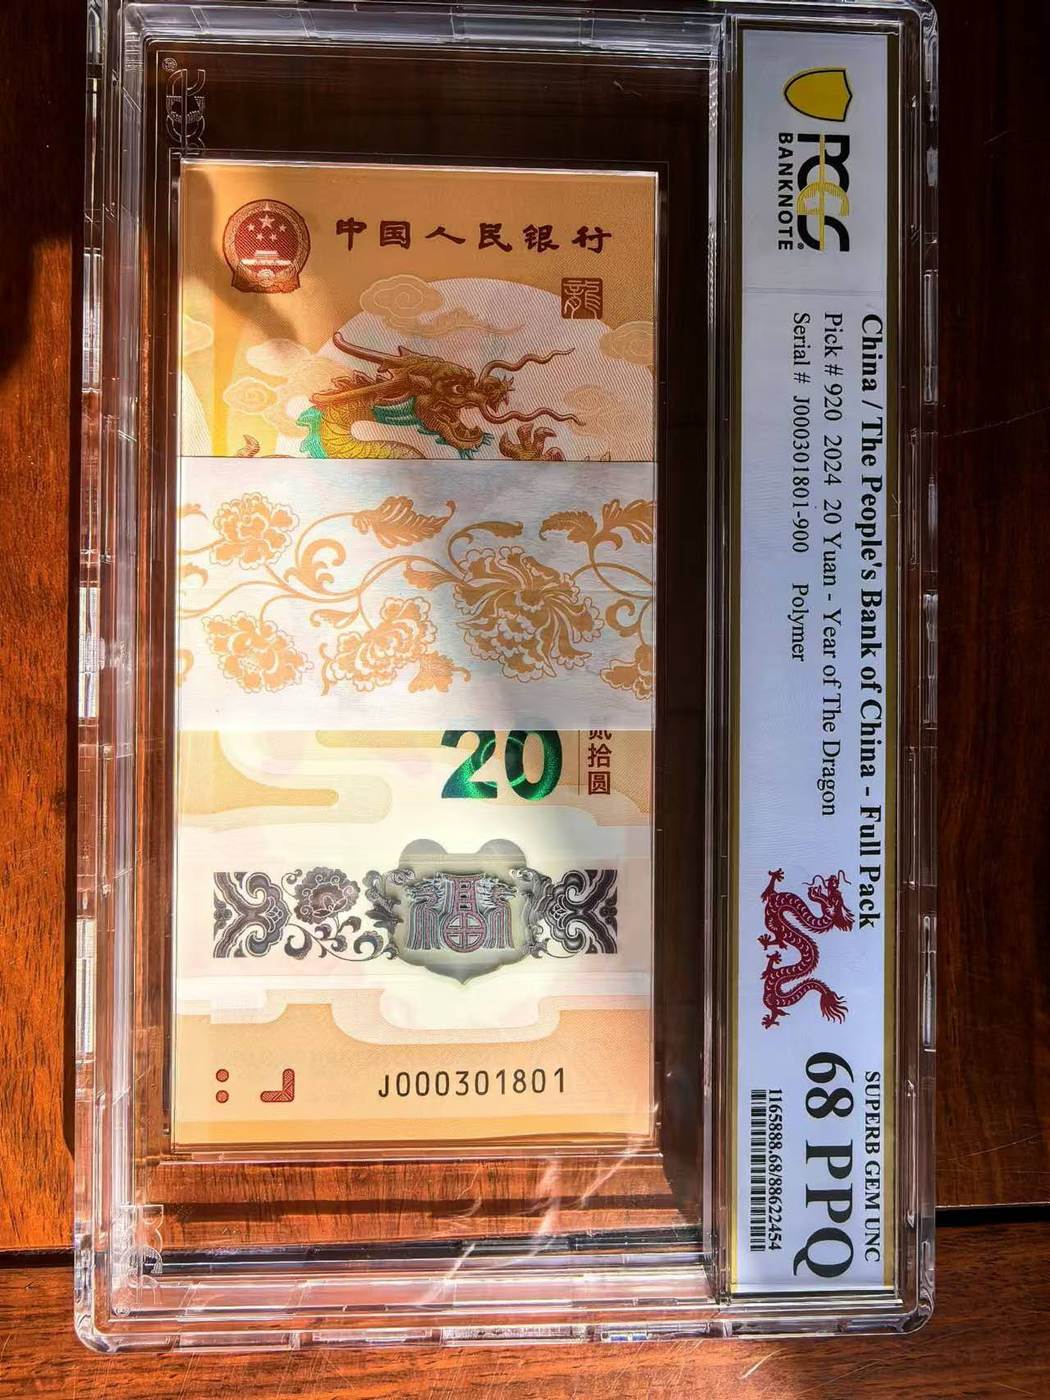 PCGS
BANKNOTE
China / The People's Bank of China - Full Pack
Pick # 920 2024 20 Yuan - Year of The Dragon
Serial # J000301801-900 Polymer
SUPERB GEM UNC
68 PPQ
1165888.68/88622454
中国人民银行
龍
20
贰拾圆
J000301801